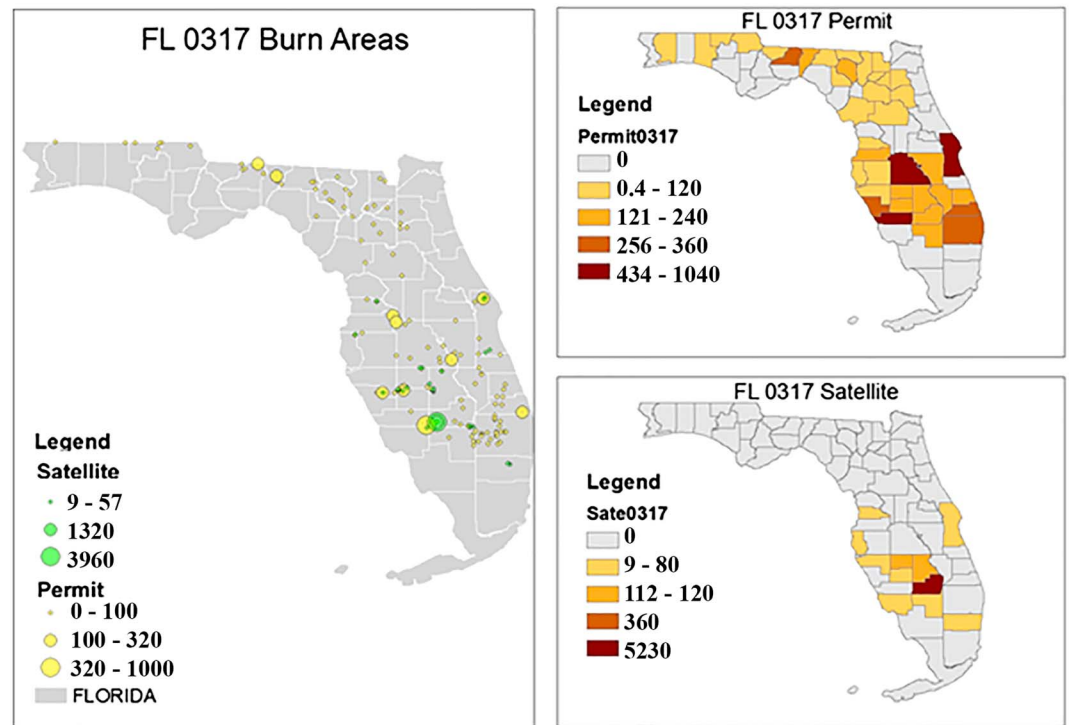 FL 0317 Burn Areas
Legend
Satellite
9 - 57
1320
3960
Permit
0 - 100
100 - 320
320 - 1000
FLORIDA
FL 0317 Permit
Legend
Permit0317
0
0.4 - 120
121 - 240
256 - 360
434 - 1040
FL 0317 Satellite
Legend
Sate0317
0
9 - 80
112 - 120
360
5230